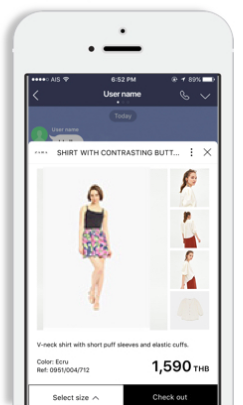 AIS
6:52 PM
89%
User name
Today
User name
SHIRT WITH CONTRASTING BUTT...
V-neck shirt with short puff sleeves and elastic cuffs.
Color: Ecru
Ref: 0951/004/712
1,590 THB
Select size
Check out